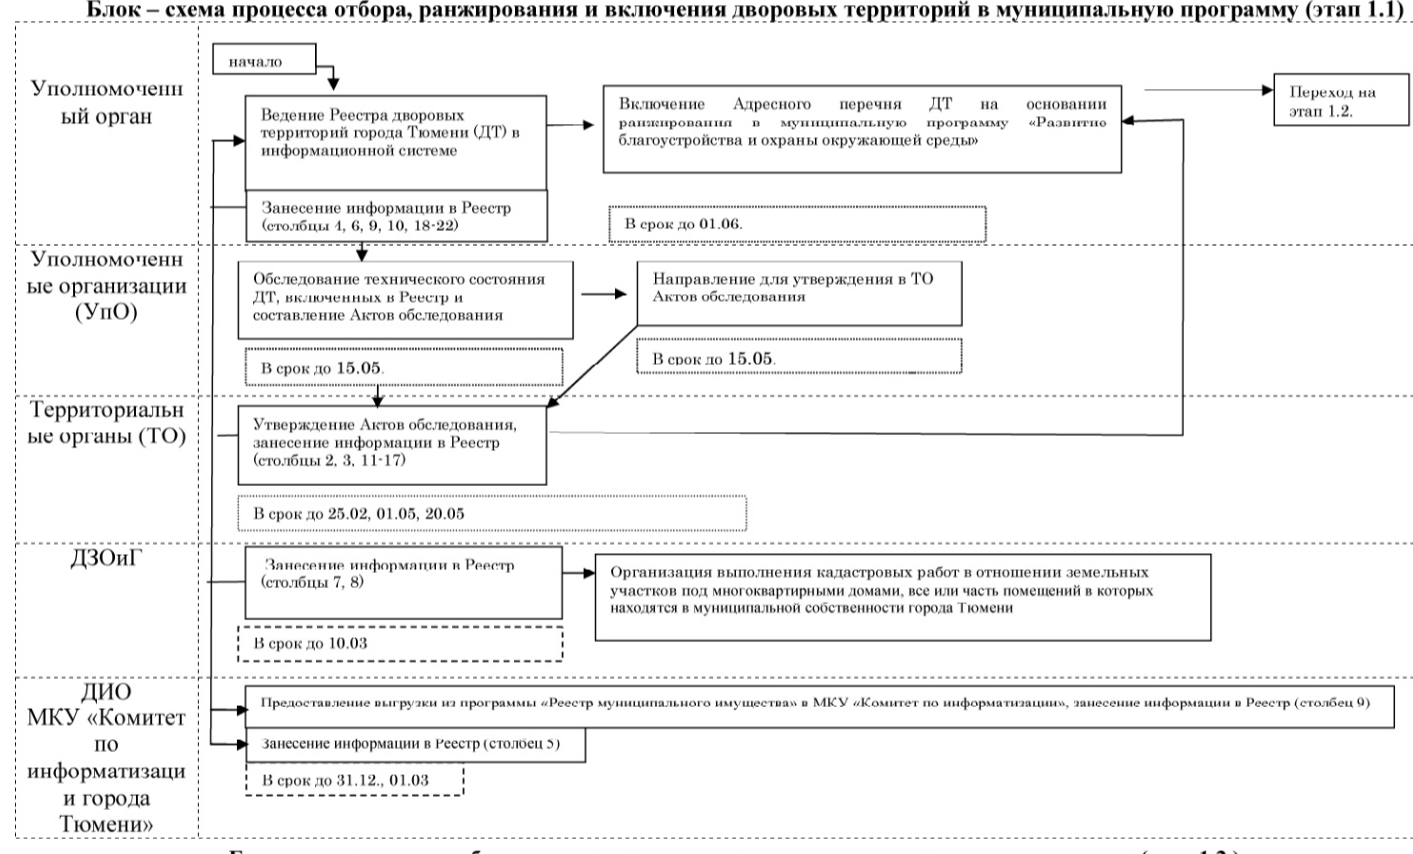 Блок – схема процесса отбора, ранжирования и включения дворовых территорий в муниципальную программу (этап 1.1)
Уполномоченн
ый орган
начало
Ведение Реестра дворовых
территорий города Тюмени (ДТ) в
информационной системе
Включение Адресного перечня ДТ на основании
ранжирования в муниципальную программу «Развитие
благоустройства и охраны окружающей среды»
Переход на
этап 1.2.
Занесение информации в Реестр
(столбцы 4, 6, 9, 10, 18-22)
В срок до 01.06.
Уполномоченн
ые организации
(УпО)
Обследование технического состояния
ДТ, включенных в Реестр и
составление Актов обследования
Направление для утверждения в ТО
Актов обследования
В срок до 15.05.
В срок до 15.05.
Территориальн
ые органы (ТО)
Утверждение Актов обследования,
занесение информации в Реестр
(столбцы 2, 3, 11-17)
В срок до 25.02, 01.05, 20.05
ДЗОиГ
Занесение информации в Реестр
(столбцы 7, 8)
Организация выполнения кадастровых работ в отношении земельных
участков под многоквартирными домами, все или часть помещений в которых
находятся в муниципальной собственности города Тюмени
В срок до 10.03
ДИО
МКУ «Комитет
по
информатизаци
и города
Тюмени»
Предоставление выгрузки из программы «Реестр муниципального имущества» в МКУ «Комитет по информатизации», занесение информации в Реестр (столбец 9)
Занесение информации в Реестр (столбец 5)
В срок до 31.12., 01.03